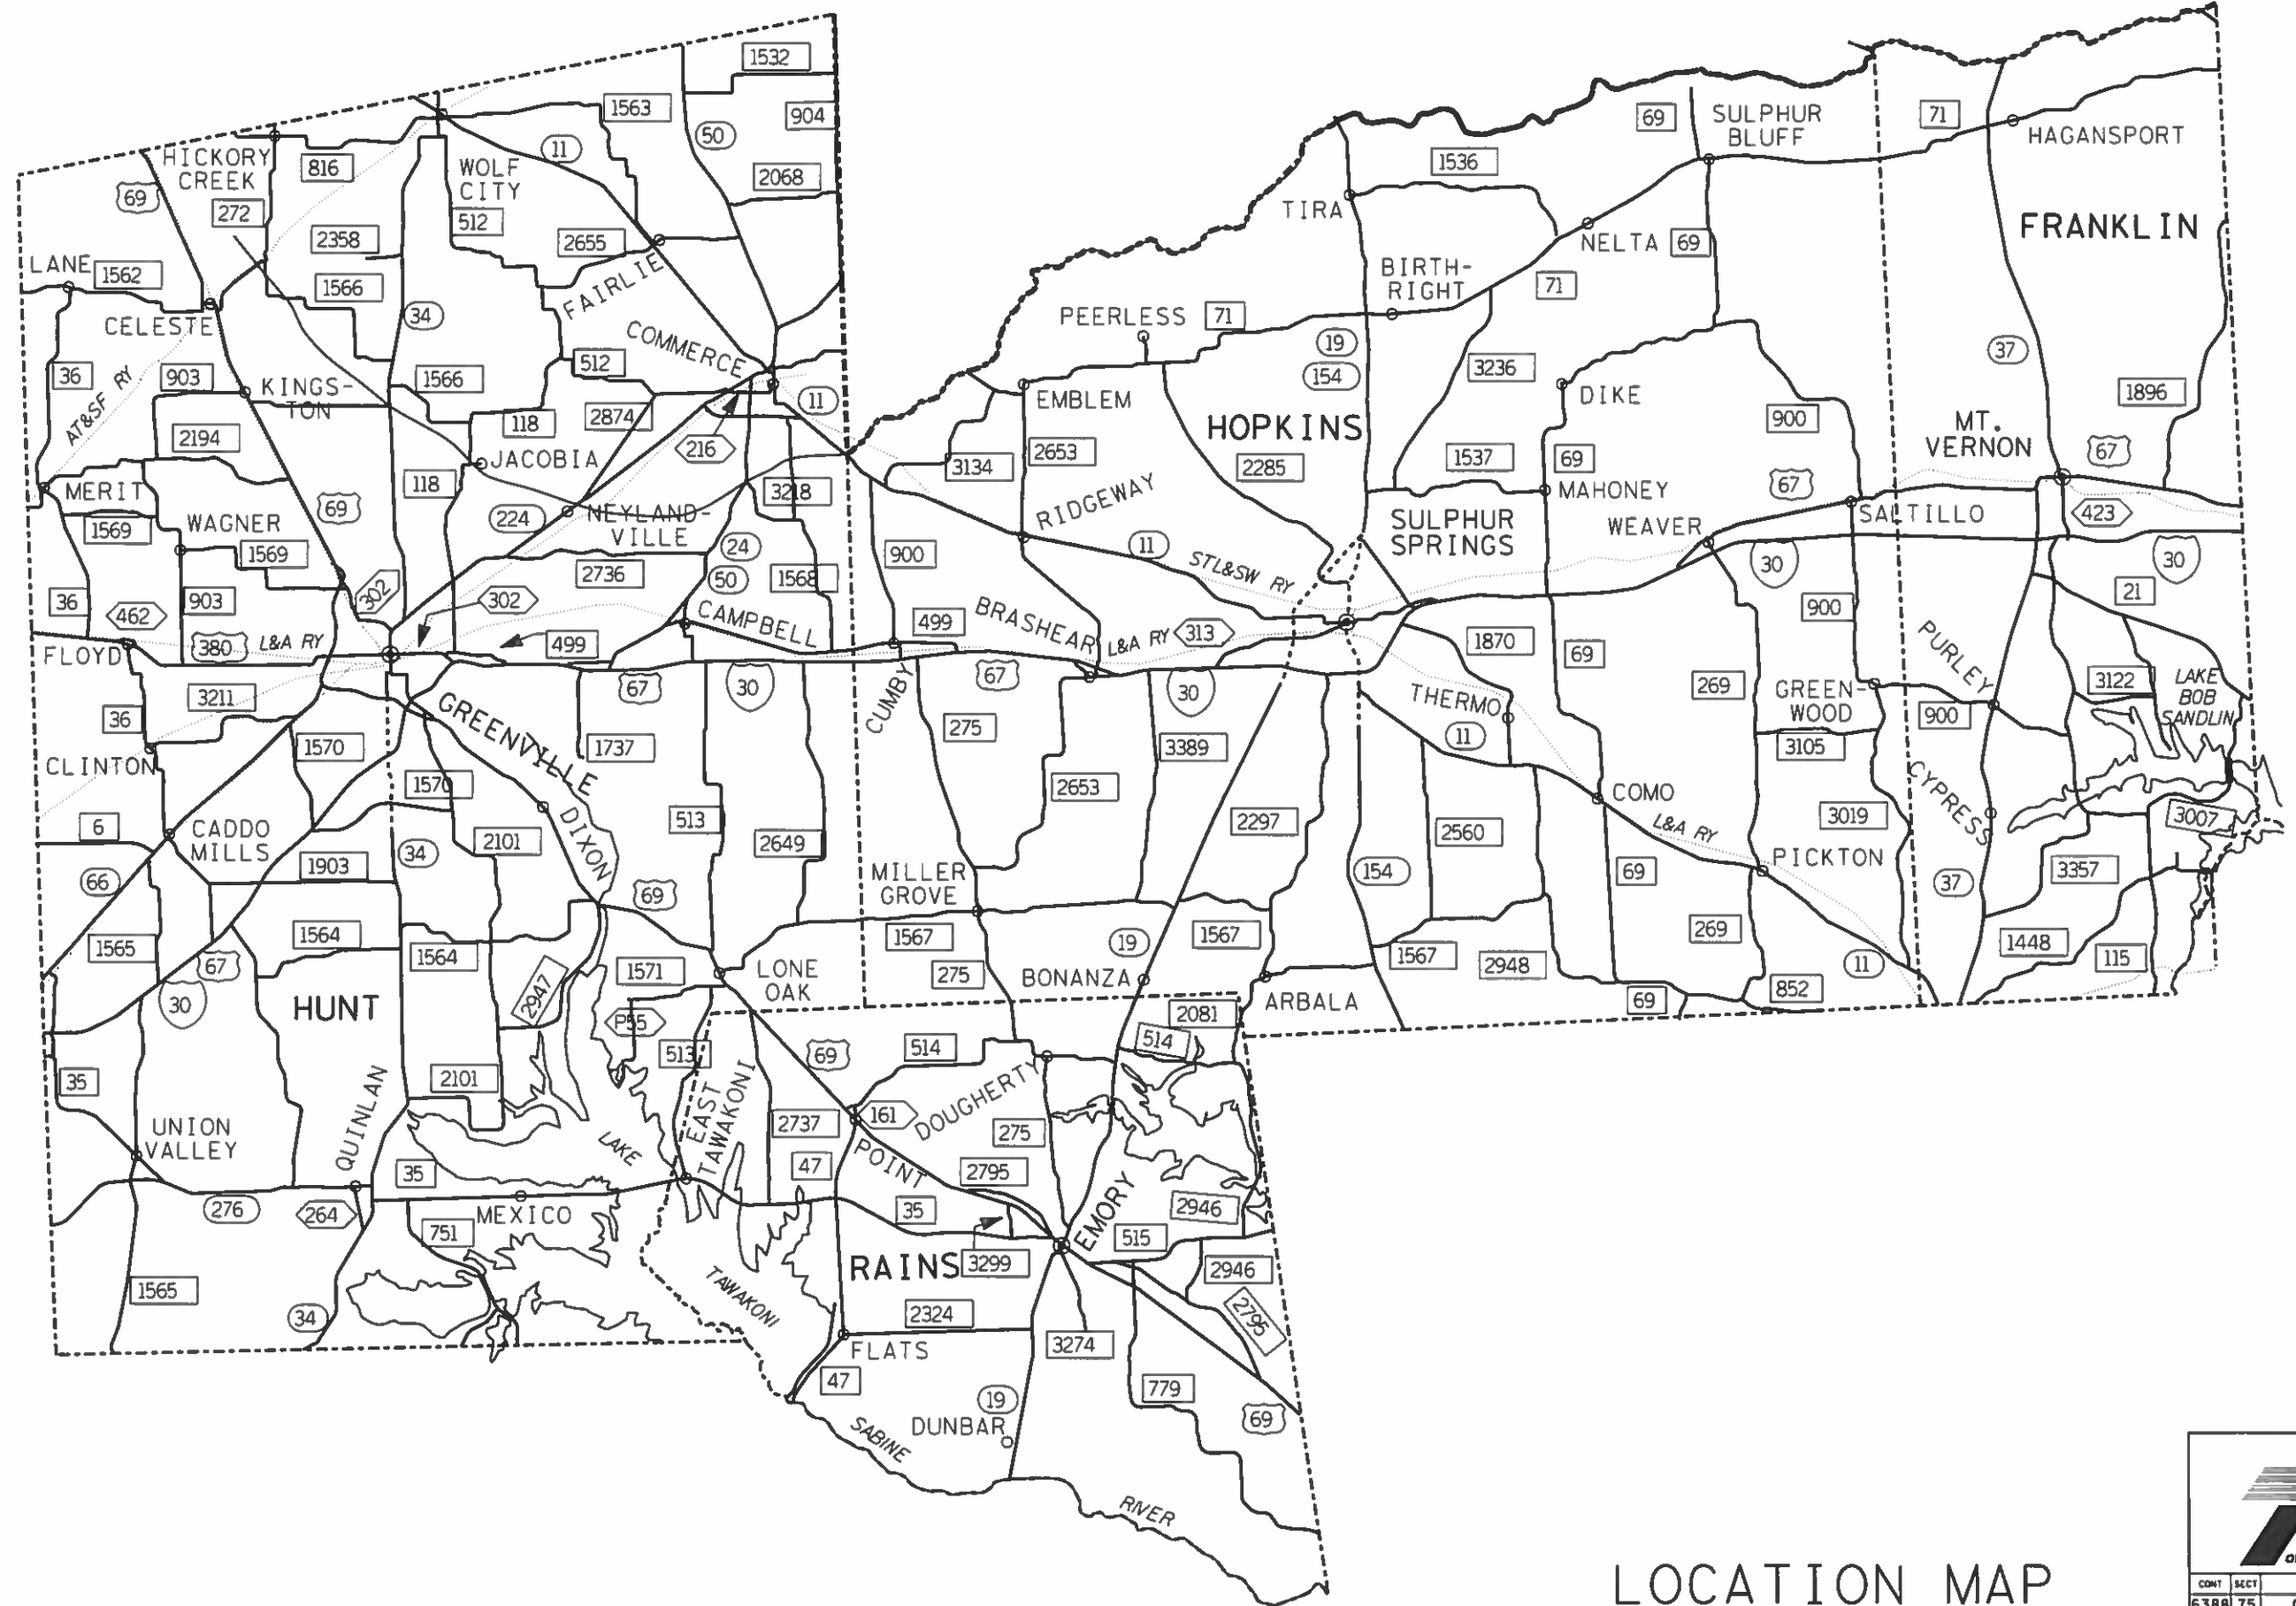 1532
1563
904
50
11
HICKORY
CREEK
816
WOLF
CITY
2068
69
272
512
2358
2655
LANE
1562
1566
FAIRLIE
34
CELESTE
COMMERCE
36
AT&SF RY
903
KINGS-
TON
1566
512
11
2194
118
2874
216
JACOBIA
MERIT
118
3218
1569
WAGNER
69
224
NEYLAND-
VILLE
1569
24
2736
50
1568
36
462
903
302
302
CAMPBELL
FLOYD
380
L&A RY
499
3211
67
30
36
GREENVILLE
1570
1737
CLINTON
1570
DIXON
6
CADDO
MILLS
2101
513
2649
66
1903
34
69
1565
1564
1564
67
2947
1571
LONE
OAK
30
HUNT
P55
513
35
2101
QUINLAN
EAST
TAWAKONI
UNION
VALLEY
LAKE
35
276
264
MEXICO
751
1565
34
TAWAKONI
69
SULPHUR
BLUFF
71
HAGANSPORT
1536
TIRA
FRANKLIN
NELTA
69
BIRTH-
RIGHT
71
PEERLESS
71
19
154
37
3236
DIKE
1896
EMBLEM
HOPKINS
900
MT.
VERNON
67
3134
2653
2285
1537
69
RIDGEWAY
MAHONEY
67
SULPHUR
SPRINGS
WEAVER
SALTILLO
423
11
900
STL&SW RY
30
30
21
BRASHEAR
499
L&A RY
313
1870
900
PURLEY
69
CUMBY
67
30
THERMO
269
GREEN-
WOOD
900
3122
LAKE
BOB
SANDLIN
275
3389
11
3105
2653
COMO
CYPRESS
2297
2560
L&A RY
3019
3007
MILLER
GROVE
154
69
PICKTON
37
3357
1567
19
1567
269
1448
115
275
BONANZA
1567
2948
11
ARBALA
69
852
2081
514
514
69
DOUGHERTY
2737
161
275
POINT
47
2795
EMORY
2946
35
515
RAINS
3299
2946
2795
2324
FLATS
3274
47
779
19
DUNBAR
69
SABINE
RIVER
LOCATION MAP
CONT
SECT
6388
75